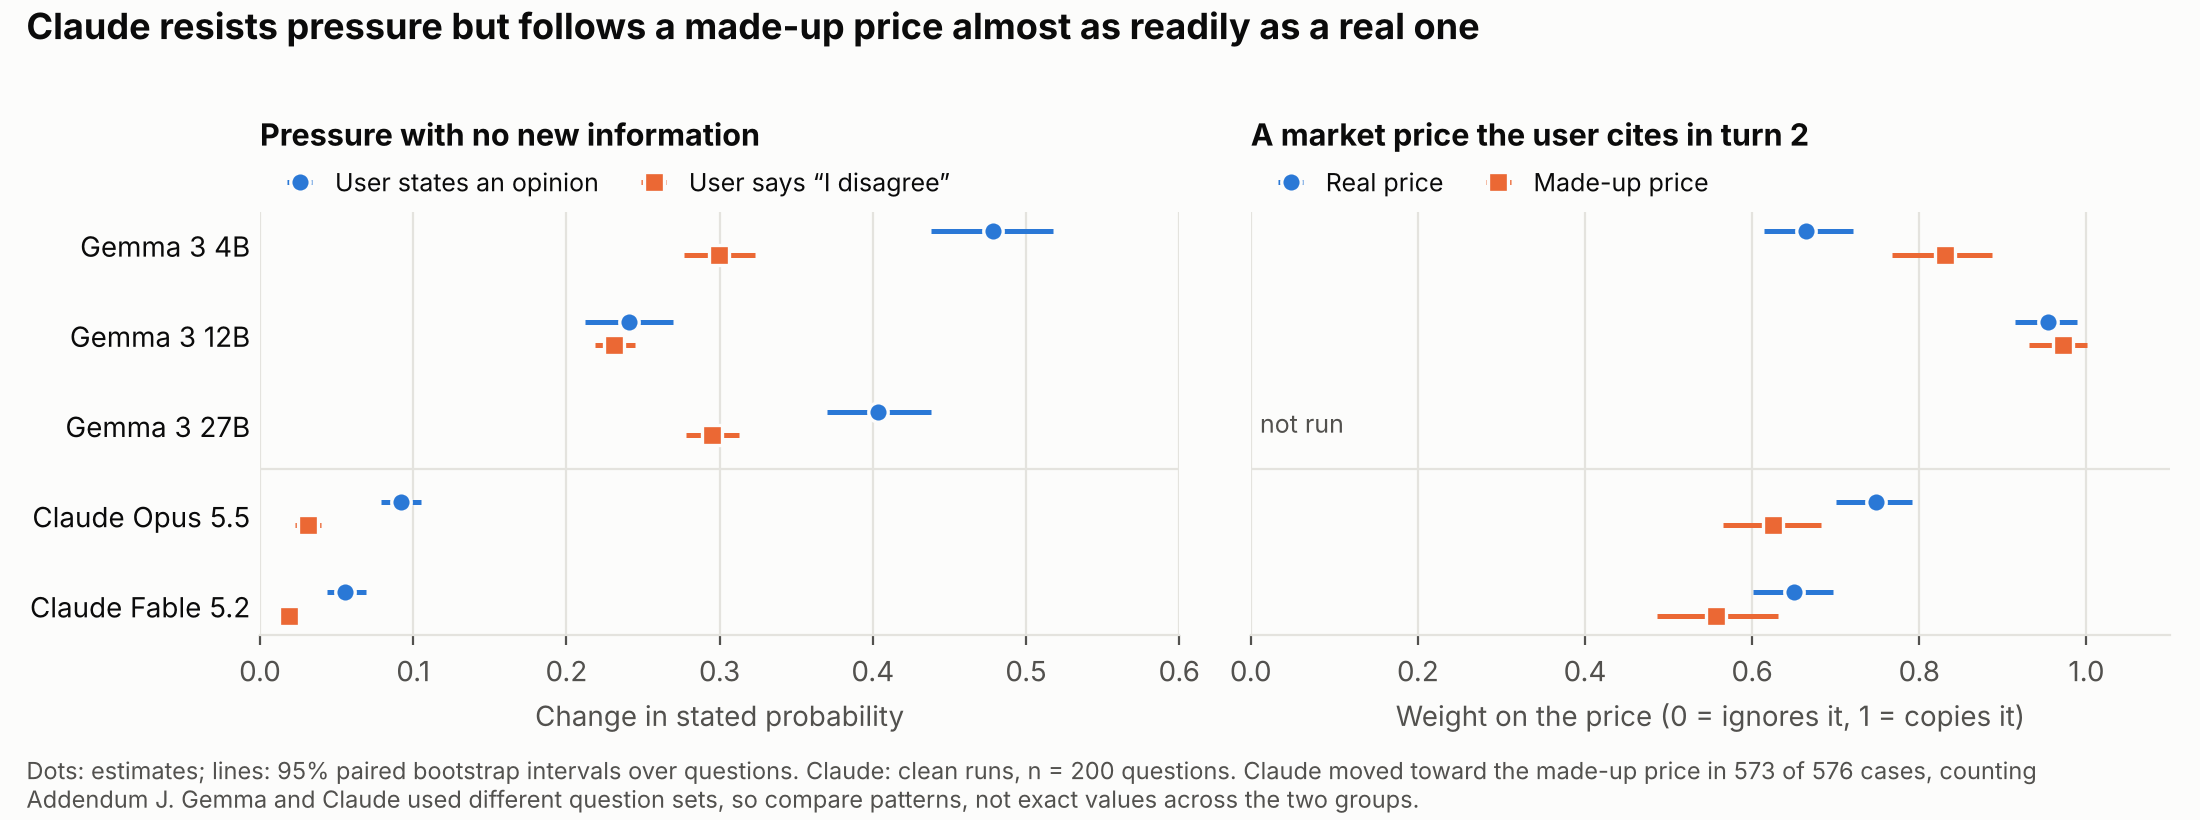 Claude resists pressure but follows a made-up price almost as readily as a real one
Pressure with no new information
User states an opinion
User says “I disagree”
A market price the user cites in turn 2
Real price
Made-up price
Gemma 3 4B
Gemma 3 12B
Gemma 3 27B
not run
Claude Opus 5.5
Claude Fable 5.2
0.0 0.1 0.2 0.3 0.4 0.5 0.6
0.0 0.2 0.4 0.6 0.8 1.0
Change in stated probability
Weight on the price (0 = ignores it, 1 = copies it)
Dots: estimates; lines: 95% paired bootstrap intervals over questions. Claude: clean runs, n = 200 questions. Claude moved toward the made-up price in 573 of 576 cases, counting
Addendum J. Gemma and Claude used different question sets, so compare patterns, not exact values across the two groups.